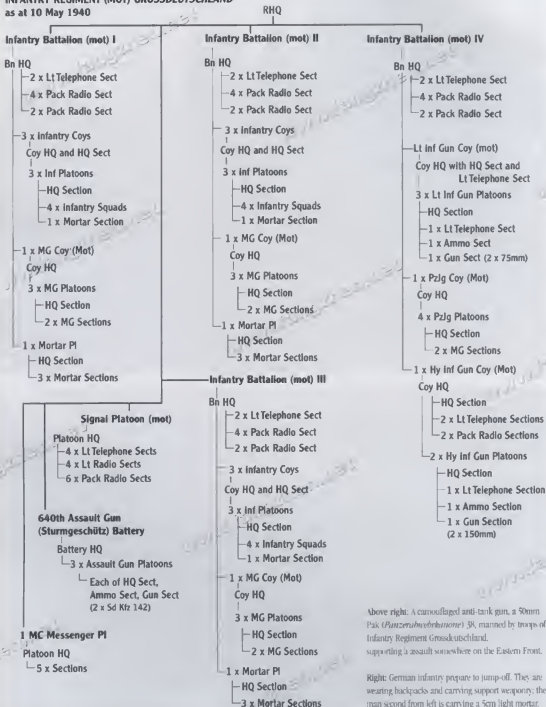 INFANTRY REGIMENT (MOT) GROSSDEUTSCHLAND
as at 10 May 1940
RHQ
Infantry Battalion (mot) I
Bn HQ
2 x Lt Telephone Sect
4 x Pack Radio Sect
2 x Pack Radio Sect
3 x Infantry Coys
Coy HQ and HQ Sect
3 x Inf Platoons
HQ Section
4 x Infantry Squads
1 x Mortar Section
1 x MG Coy (Mot)
Coy HQ
3 x MG Platoons
HQ Section
2 x MG Sections
1 x Mortar Pl
HQ Section
3 x Mortar Sections
Infantry Battalion (mot) II
Bn HQ
2 x Lt Telephone Sect
4 x Pack Radio Sect
2 x Pack Radio Sect
3 x Infantry Coys
Coy HQ and HQ Sect
3 x Inf Platoons
HQ Section
4 x Infantry Squads
1 x Mortar Section
1 x MG Coy (Mot)
Coy HQ
3 x MG Platoons
HQ Section
2 x MG Sections
1 x Mortar Pl
HQ Section
3 x Mortar Sections
Infantry Battalion (mot) IV
Bn HQ
2 x Lt Telephone Sect
4 x Pack Radio Sect
2 x Pack Radio Sect
Lt Inf Gun Coy (mot)
Coy HQ with HQ Sect and
Lt Telephone Sect
3 x Lt Inf Gun Platoons
HQ Section
1 x Lt Telephone Sect
1 x Ammo Sect
1 x Gun Sect (2 x 75mm)
1 x PzJg Coy (Mot)
Coy HQ
4 x PzJg Platoons
HQ Section
2 x MG Sections
1 x Hy Inf Gun Coy (Mot)
Coy HQ
HQ Section
2 x Lt Telephone Sections
2 x Pack Radio Sections
2 x Hy Inf Gun Platoons
HQ Section
1 x Lt Telephone Section
1 x Ammo Section
1 x Gun Section
(2 x 150mm)
Infantry Battalion (mot) III
Bn HQ
2 x Lt Telephone Sect
4 x Pack Radio Sect
2 x Pack Radio Sect
3 x Infantry Coys
Coy HQ and HQ Sect
3 x Inf Platoons
HQ Section
4 x Infantry Squads
1 x Mortar Section
1 x MG Coy (Mot)
Coy HQ
3 x MG Platoons
HQ Section
2 x MG Sections
1 x Mortar Pl
HQ Section
3 x Mortar Sections
Signal Platoon (mot)
Platoon HQ
4 x Lt Telephone Sects
4 x Lt Radio Sects
6 x Pack Radio Sects
640th Assault Gun
(Sturmgeschütz) Battery
Battery HQ
3 x Assault Gun Platoons
Each of HQ Sect,
Ammo Sect, Gun Sect
(2 x Sd Kfz 142)
1 MC Messenger Pl
Platoon HQ
5 x Sections
Above right: A camouflaged anti-tank gun, a 50mm
Pak (Panzerabwehrkanone) 38, manned by troops of
Infantry Regiment Grossdeutschland,
supporting a assault somewhere on the Eastern Front.
Right: German infantry prepare to jump-off. They are
wearing backpacks and carrying support weaponry; the
man second from left is carrying a 5cm light mortar.